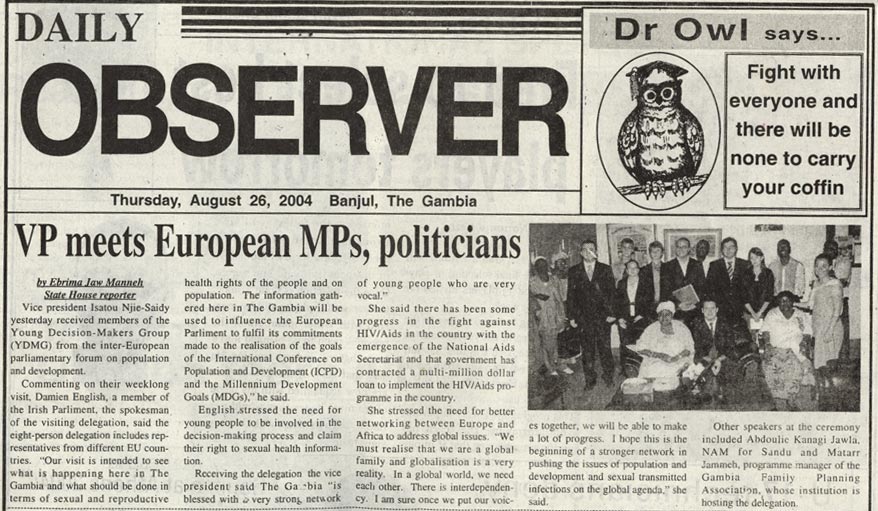 DAILY
OBSERVER
Thursday, August 26, 2004 Banjul, The Gambia
Dr Owl says...
Fight with
everyone and
there will be
none to carry
your coffin
VP meets European MPs, politicians
by Ebrima Jaw Manneh
State House reporter
Vice president Isatou Njie-Saidy
yesterday received members of the
Young Decision-Makers Group
(YDMG) from the inter-European
parliamentary forum on population
and development.
Commenting on their weeklong
visit, Damien English, a member of
the Irish Parliment, the spokesman
of the visiting delegation, said the
eight-person delegation includes rep-
resentatives from different EU coun-
tries. "Our visit is intended to see
what is happening here in The
Gambia and what should be done in
terms of sexual and reproductive
health rights of the people and on
population. The information gath-
ered here in The Gambia will be
used to influence the European
Parliment to fulfil its commitments
made to the realisation of the goals
of the International Conference on
Population and Development (ICPD)
and the Millennium Development
Goals (MDGs)," he said.
English stressed the need for
young people to be involved in the
decision-making process and claim
their right to sexual health informa-
tion.
Receiving the delegation the vice
president said The Gambia "is
blessed with a very strong network
of young people who are very
vocal."
She said there has been some
progress in the fight against
HIV/Aids in the country with the
emergence of the National Aids
Secretariat and that government has
contracted a multi-million dollar
loan to implement the HIV/Aids pro-
gramme in the country.
She stressed the need for better
networking between Europe and
Africa to address global issues. "We
must realise that we are a global
family and globalisation is a very
reality. In a global world, we need
each other. There is interdependen-
cy. I am sure once we put our voic-
es together, we will be able to make
a lot of progress. I hope this is the
beginning of a stronger network in
pushing the issues of population and
development and sexual transmitted
infections on the global agenda," she
said.
Other speakers at the ceremony
included Abdoulie Kanagi Jawla,
NAM for Sandu and Matarr
Jammeh, programme manager of the
Gambia Family Planning
Association, whose institution is
hosting the delegation.